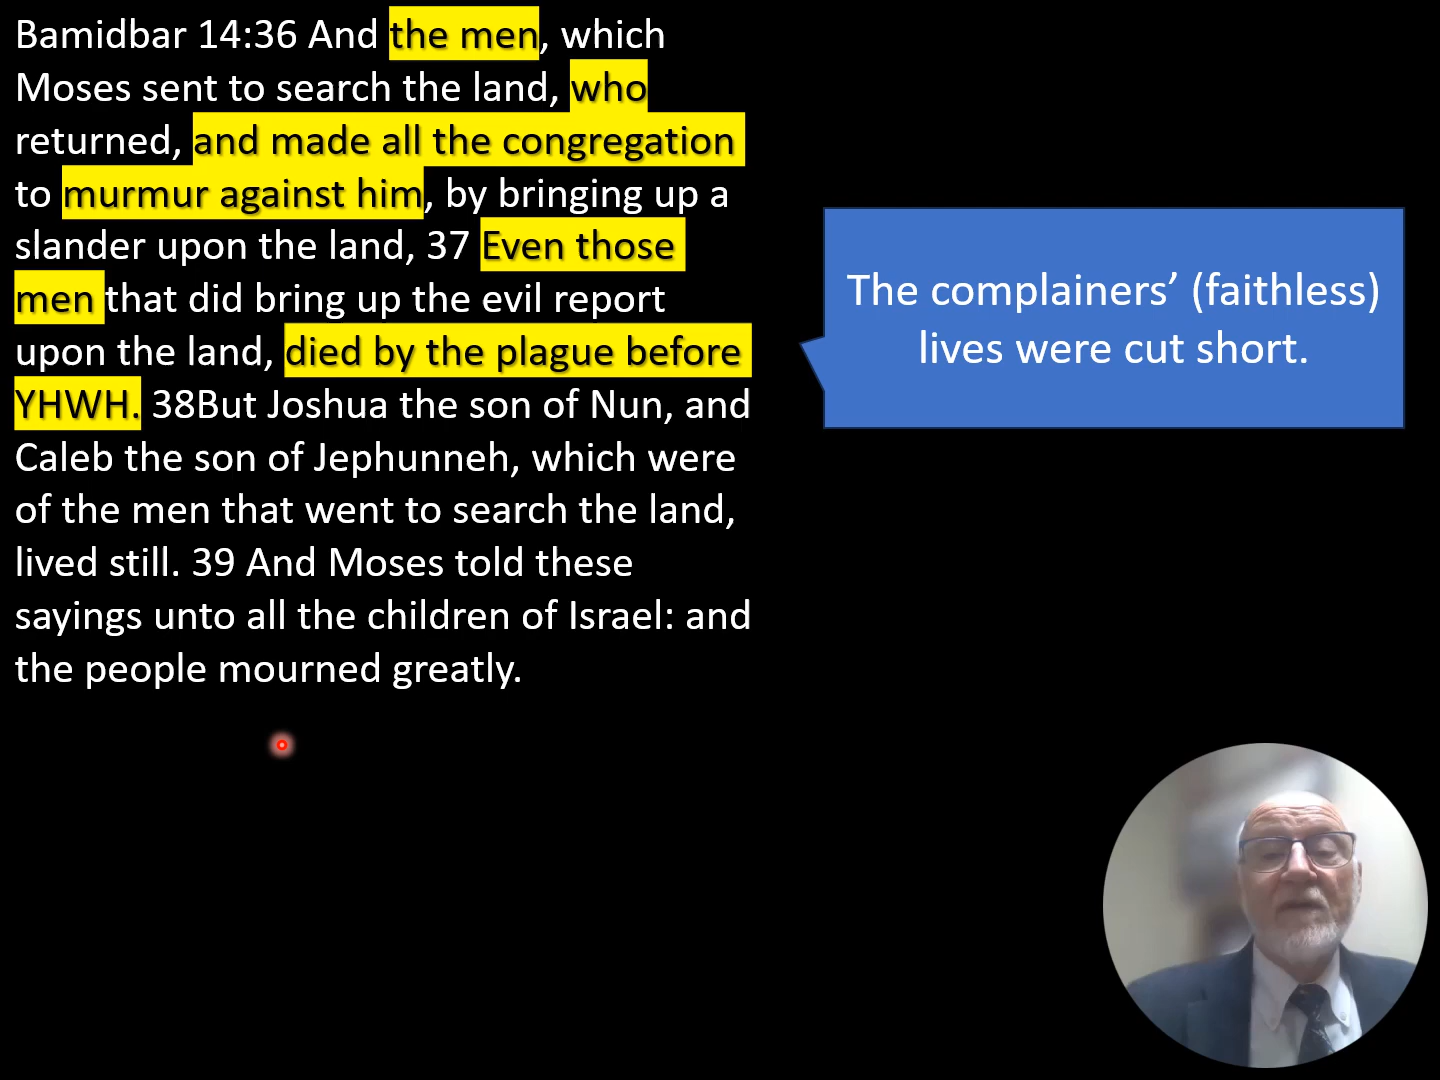 Bamidbar 14:36 And the men, which
Moses sent to search the land, who
returned, and made all the congregation
to murmur against him, by bringing up a
slander upon the land, 37 Even those
men that did bring up the evil report
upon the land, died by the plague before
YHWH. 38But Joshua the son of Nun, and
Caleb the son of Jephunneh, which were
of the men that went to search the land,
lived still. 39 And Moses told these
sayings unto all the children of Israel: and
the people mourned greatly.
The complainers’ (faithless)
lives were cut short.